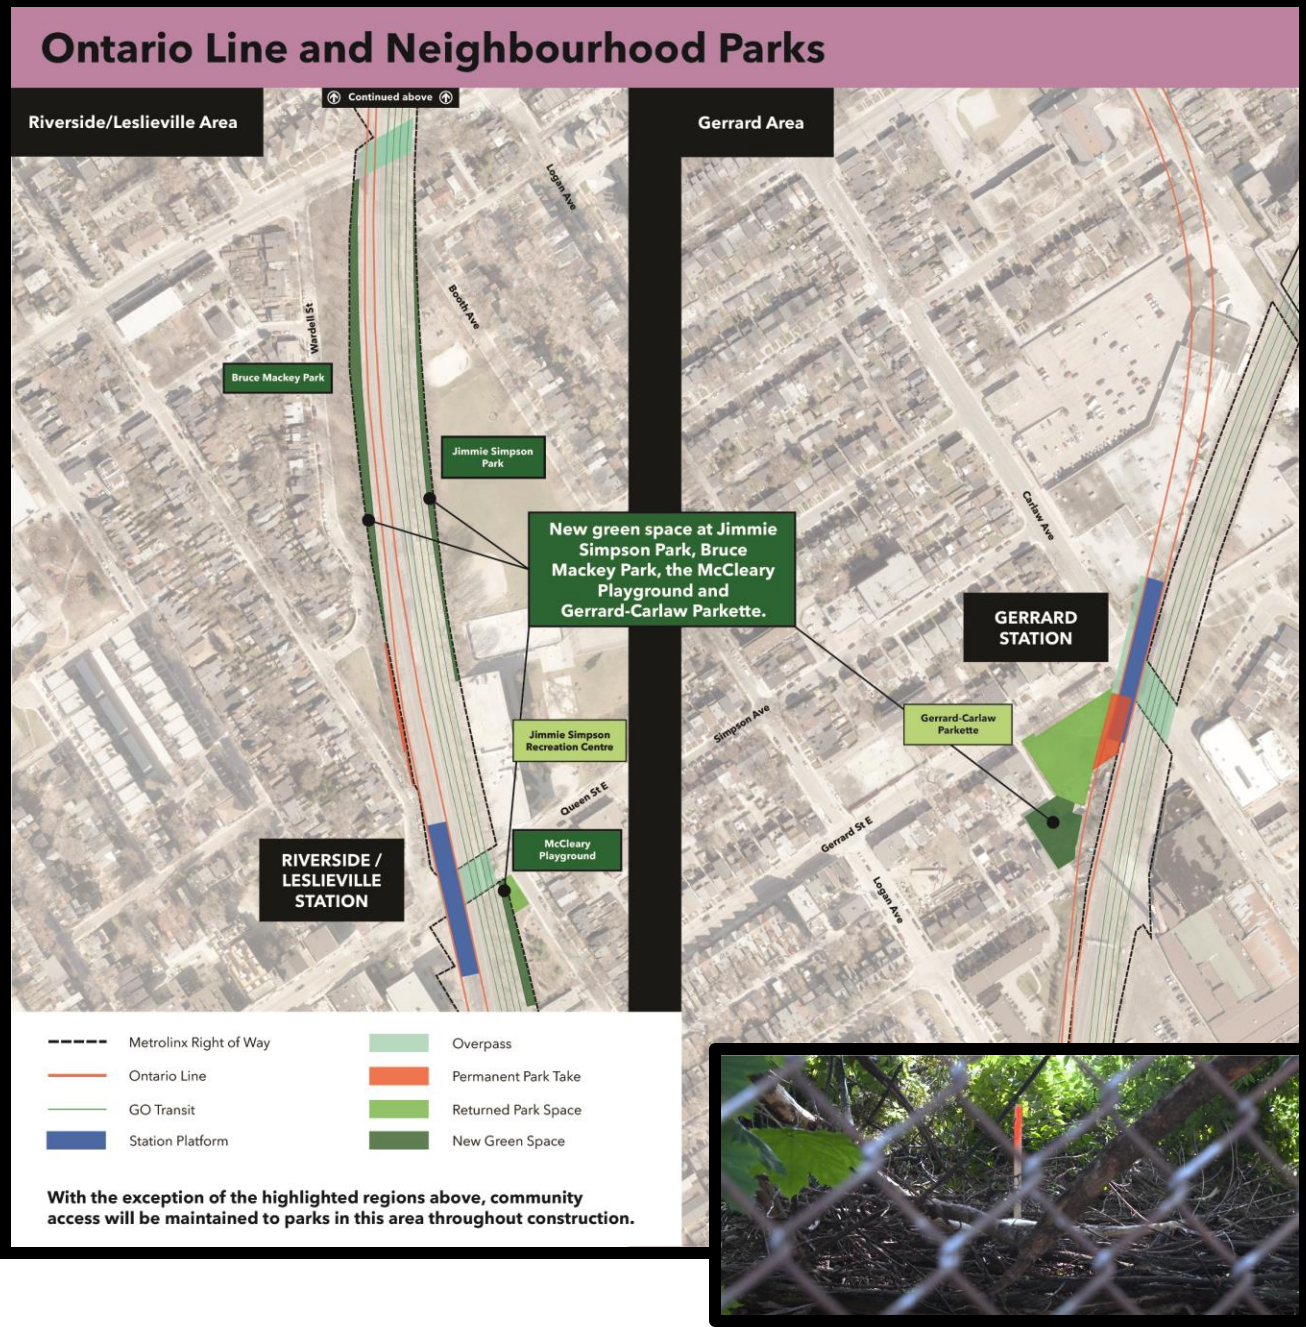 Ontario Line and Neighbourhood Parks
Continued above
Riverside/Leslieville Area
Gerrard Area
Logan Ave
Booth Ave
Wardell St
Bruce Mackey Park
Jimmie Simpson
Park
New green space at Jimmie
Simpson Park, Bruce
Mackey Park, the McCleary
Playground and
Gerrard-Carlaw Parkette.
Carlaw Ave
GERRARD
STATION
Simpson Ave
Gerrard-Carlaw
Parkette
Jimmie Simpson
Recreation Centre
Queen St E
Gerrard St E
McCleary
Playground
RIVERSIDE /
LESLIEVILLE
STATION
Logan Ave
Metrolinx Right of Way
Ontario Line
GO Transit
Station Platform
Overpass
Permanent Park Take
Returned Park Space
New Green Space
With the exception of the highlighted regions above, community
access will be maintained to parks in this area throughout construction.